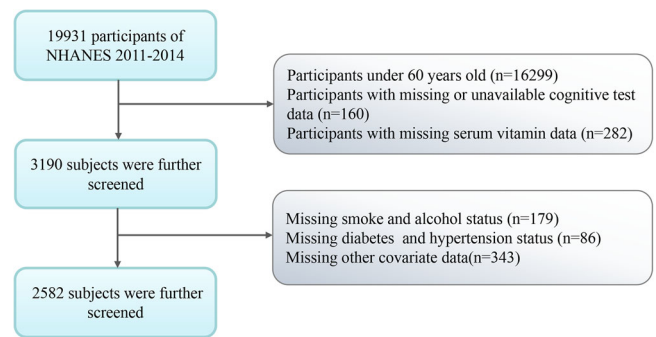 19931 participants of
NHANES 2011-2014
Participants under 60 years old (n=16299)
Participants with missing or unavailable cognitive test
data (n=160)
Participants with missing serum vitamin data (n=282)
3190 subjects were further
screened
Missing smoke and alcohol status (n=179)
Missing diabetes and hypertension status (n=86)
Missing other covariate data(n=343)
2582 subjects were further
screened